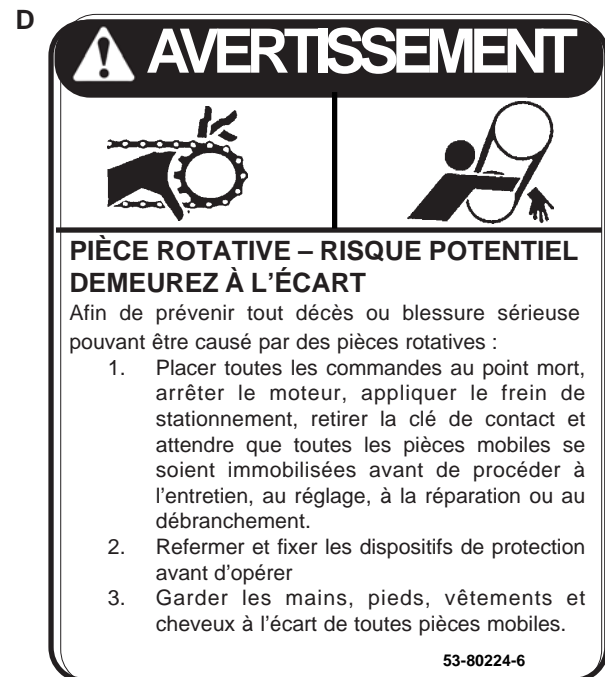 D
AVERTISSEMENT
PIÈCE ROTATIVE – RISQUE POTENTIEL
DEMEUREZ À L’ÉCART
Afin de prévenir tout décès ou blessure sérieuse
pouvant être causé par des pièces rotatives :
1. Placer toutes les commandes au point mort,
arrêter le moteur, appliquer le frein de
stationnement, retirer la clé de contact et
attendre que toutes les pièces mobiles se
soient immobilisées avant de procéder à
l’entretien, au réglage, à la réparation ou au
débranchement.
2. Refermer et fixer les dispositifs de protection
avant d’opérer
3. Garder les mains, pieds, vêtements et
cheveux à l’écart de toutes pièces mobiles.
53-80224-6